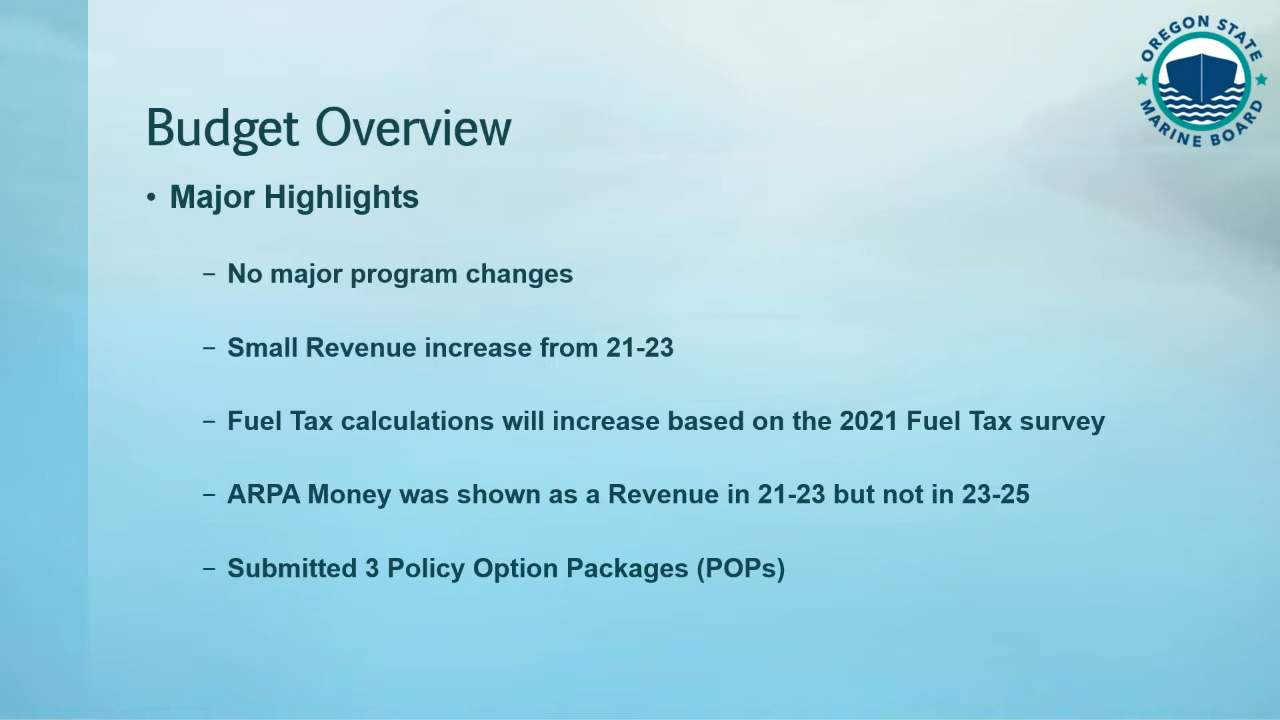 OREGON STATE
MARINE BOARD
Budget Overview
• Major Highlights
– No major program changes
– Small Revenue increase from 21-23
– Fuel Tax calculations will increase based on the 2021 Fuel Tax survey
– ARPA Money was shown as a Revenue in 21-23 but not in 23-25
– Submitted 3 Policy Option Packages (POPs)